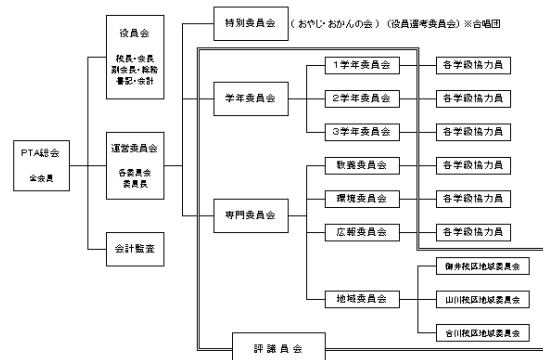 特別委員会
(おやじ・おかんの会)(役員選考委員会)※合唱団
役員会
校長・会長
副会長・総務
書記・会計
学年委員会
1学年委員会
各学級協力員
2学年委員会
各学級協力員
3学年委員会
各学級協力員
PTA総会
全会員
運営委員会
各委員会
委員長
会計監査
専門委員会
教養委員会
各学級協力員
環境委員会
各学級協力員
広報委員会
各学級協力員
地域委員会
御井校区地域委員会
山川校区地域委員会
合川校区地域委員会
評議員会